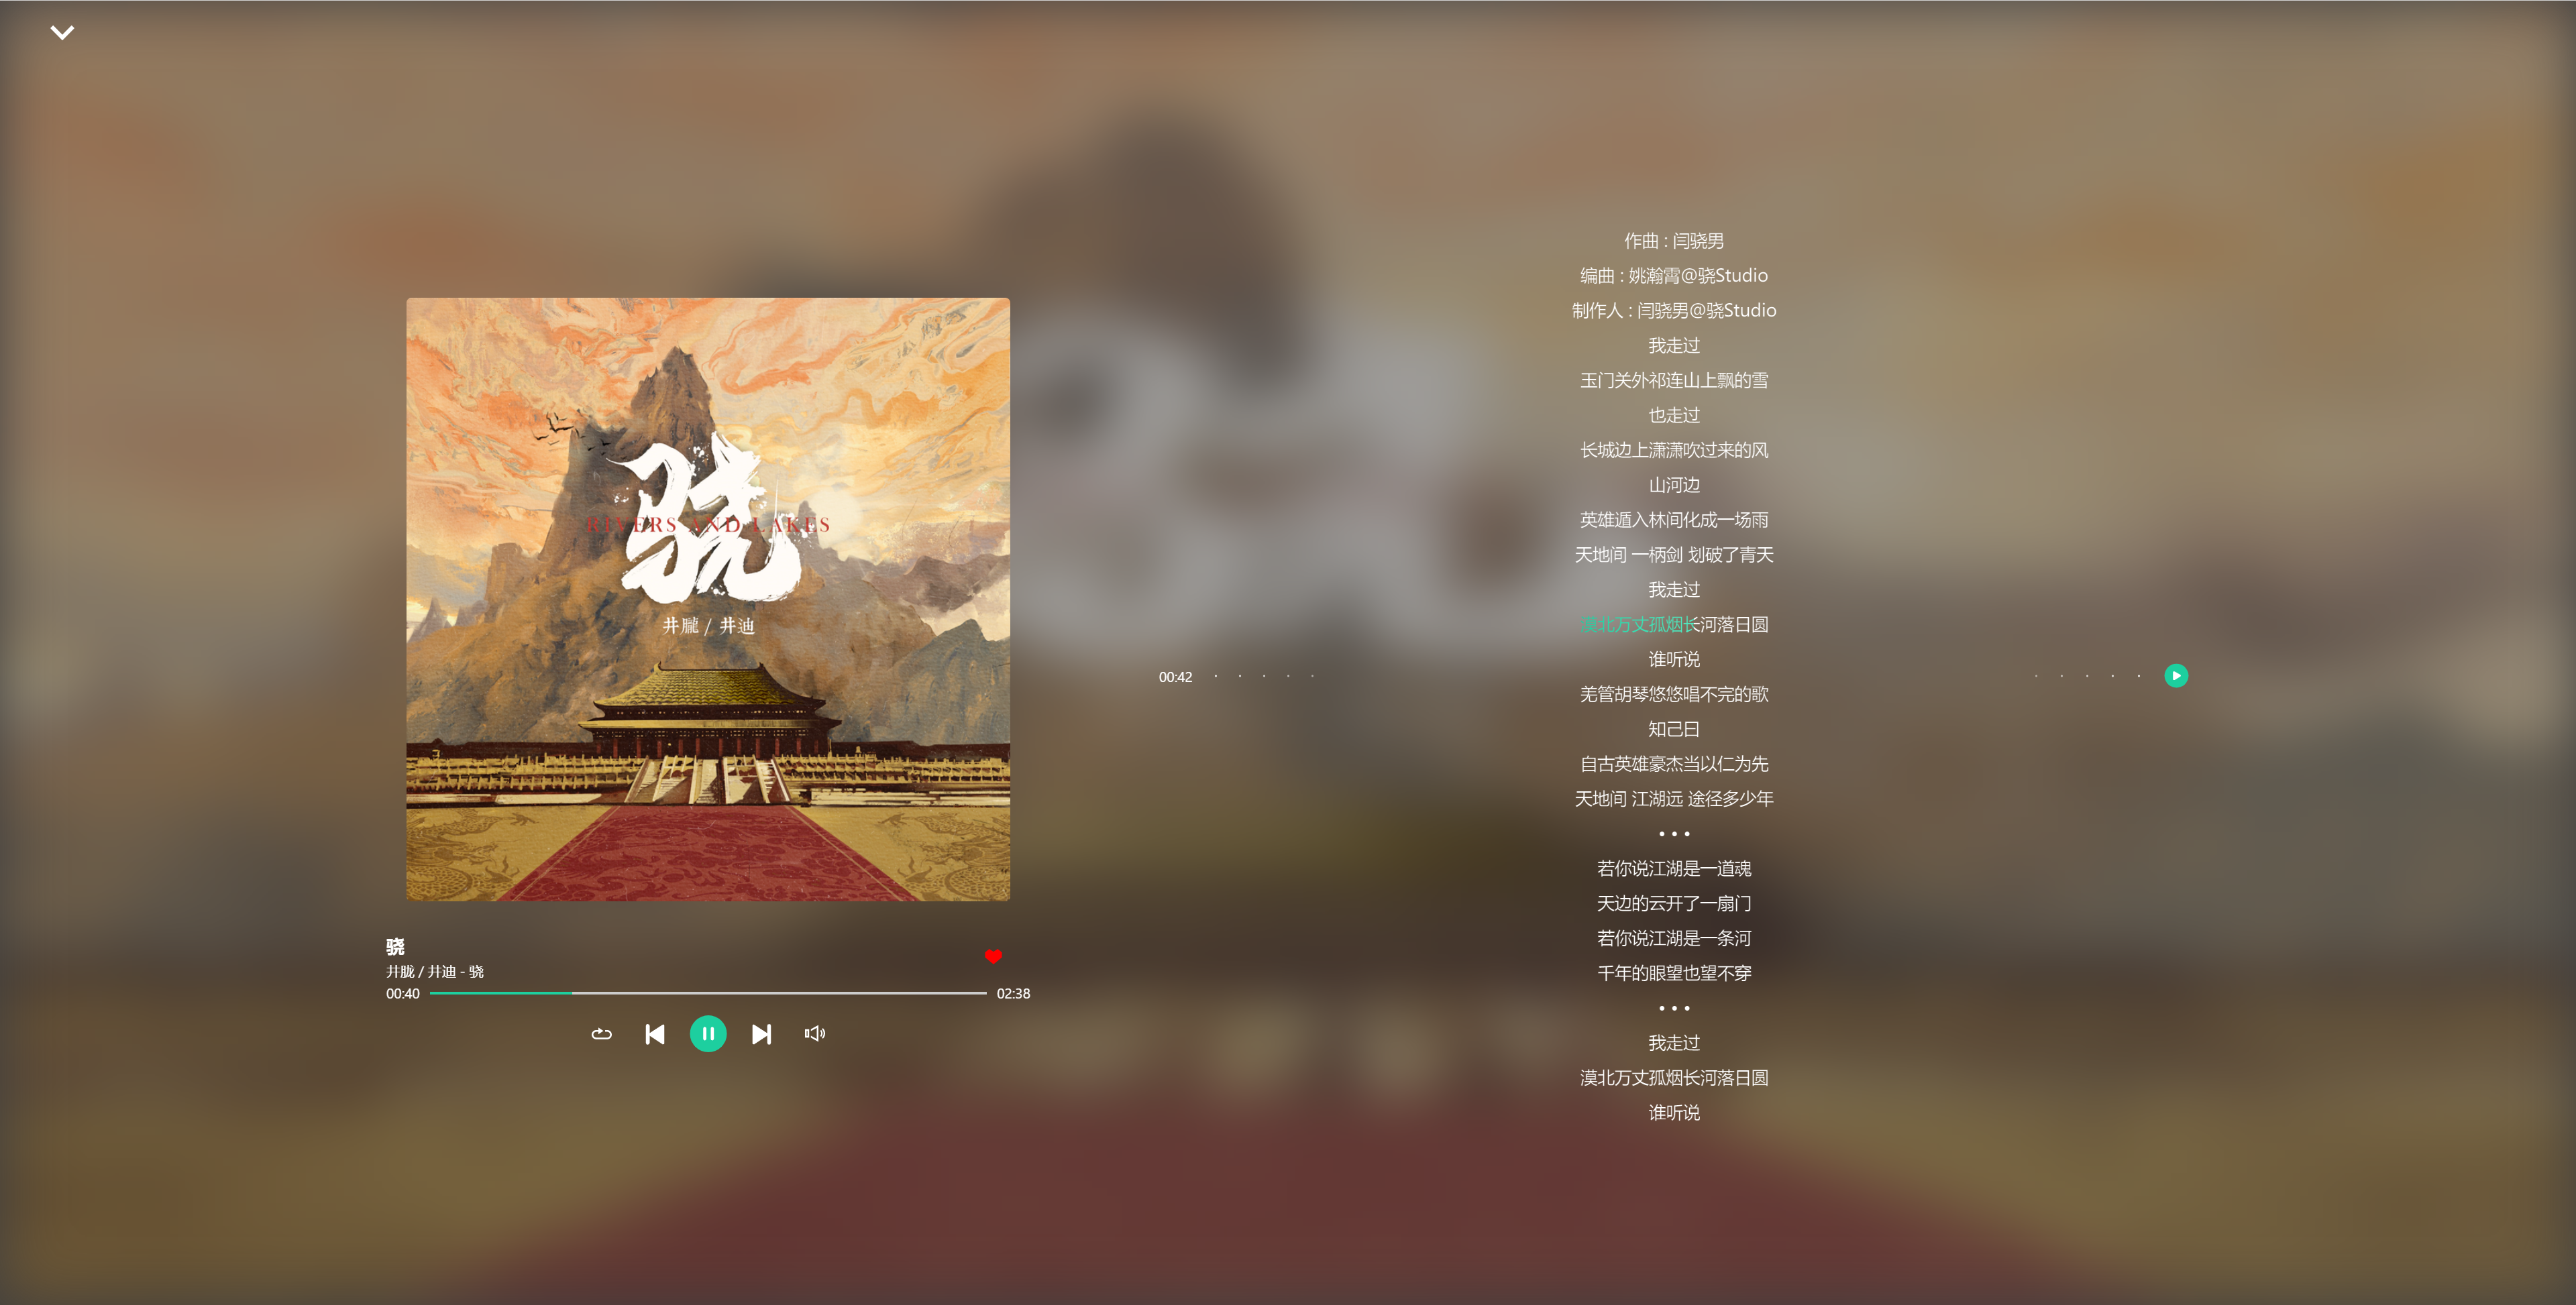 骁
RIVERS AND LAKES
井胧 / 井迪
骁
井胧 / 井迪 - 骁
00:40
02:38
作曲 : 闫骁男
编曲 : 姚瀚霄@骁Studio
制作人 : 闫骁男@骁Studio
我走过
玉门关外祁连山上飘的雪
也走过
长城边上潇潇吹过来的风
山河边
英雄遁入林间化成一场雨
天地间 一柄剑 划破了青天
我走过
漠北万丈孤烟长河落日圆
谁听说
00:42
羌管胡琴悠悠唱不完的歌
知己曰
自古英雄豪杰当以仁为先
天地间 江湖远 途径多少年
• • •
若你说江湖是一道魂
天边的云开了一扇门
若你说江湖是一条河
千年的眼望也望不穿
• • •
我走过
漠北万丈孤烟长河落日圆
谁听说